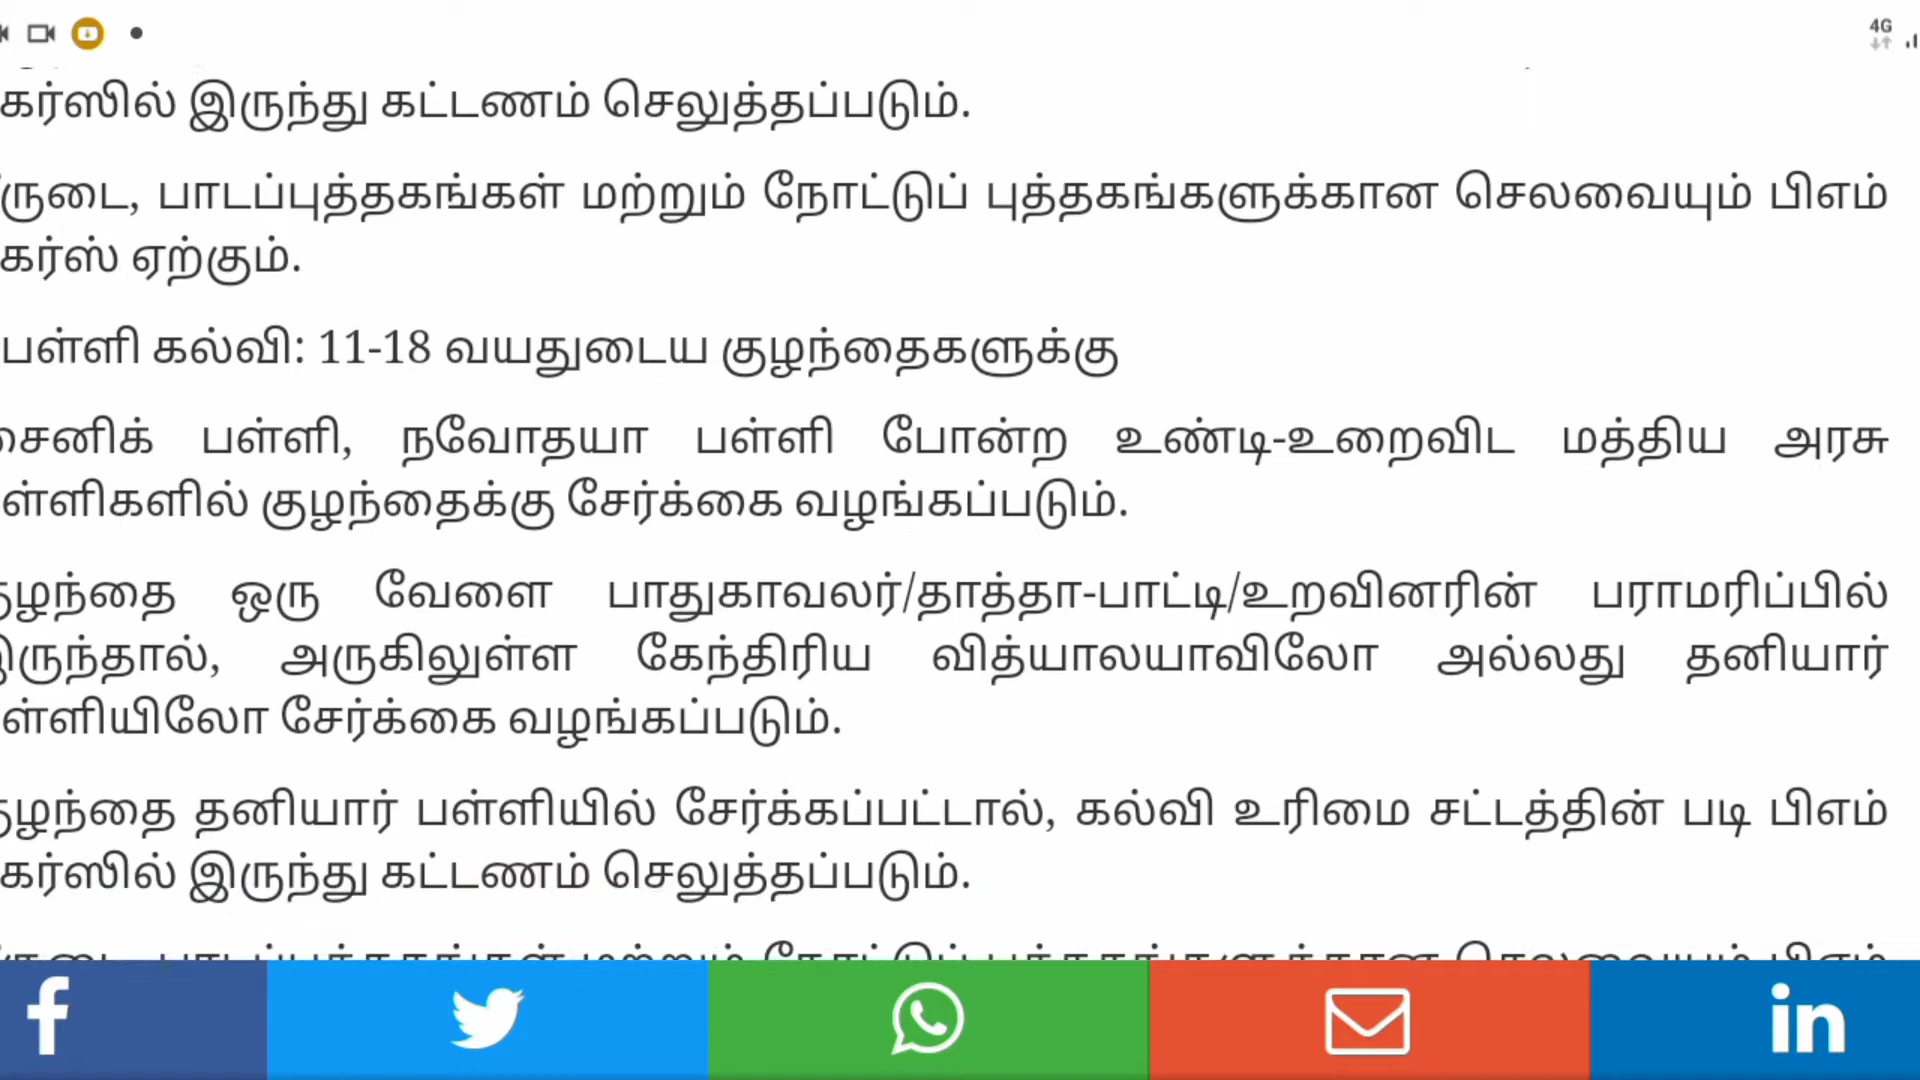 4G
கர்ஸில் இருந்து கட்டணம் செலுத்தப்படும்.
பாடப்புத்தகங்கள் மற்றும் நோட்டுப் புத்தகங்களுக்கான செலவையும் பிஎம்
கர்ஸ் ஏற்கும்.
பள்ளி கல்வி: 11-18 வயதுடைய குழந்தைகளுக்கு
சைனிக் பள்ளி, நவோதயா பள்ளி போன்ற உண்டி-உறைவிட மத்திய அரசு
ள்ளிகளில் குழந்தைக்கு சேர்க்கை வழங்கப்படும்.
குழந்தை ஒரு வேளை பாதுகாவலர்/தாத்தா-பாட்டி/உறவினரின் பராமரிப்பில்
இருந்தால், அருகிலுள்ள கேந்திரிய வித்யாலயாவிலோ அல்லது தனியார்
ள்ளியிலோ சேர்க்கை வழங்கப்படும்.
குழந்தை தனியார் பள்ளியில் சேர்க்கப்பட்டால், கல்வி உரிமை சட்டத்தின் படி பிஎம்
கர்ஸில் இருந்து கட்டணம் செலுத்தப்படும்.